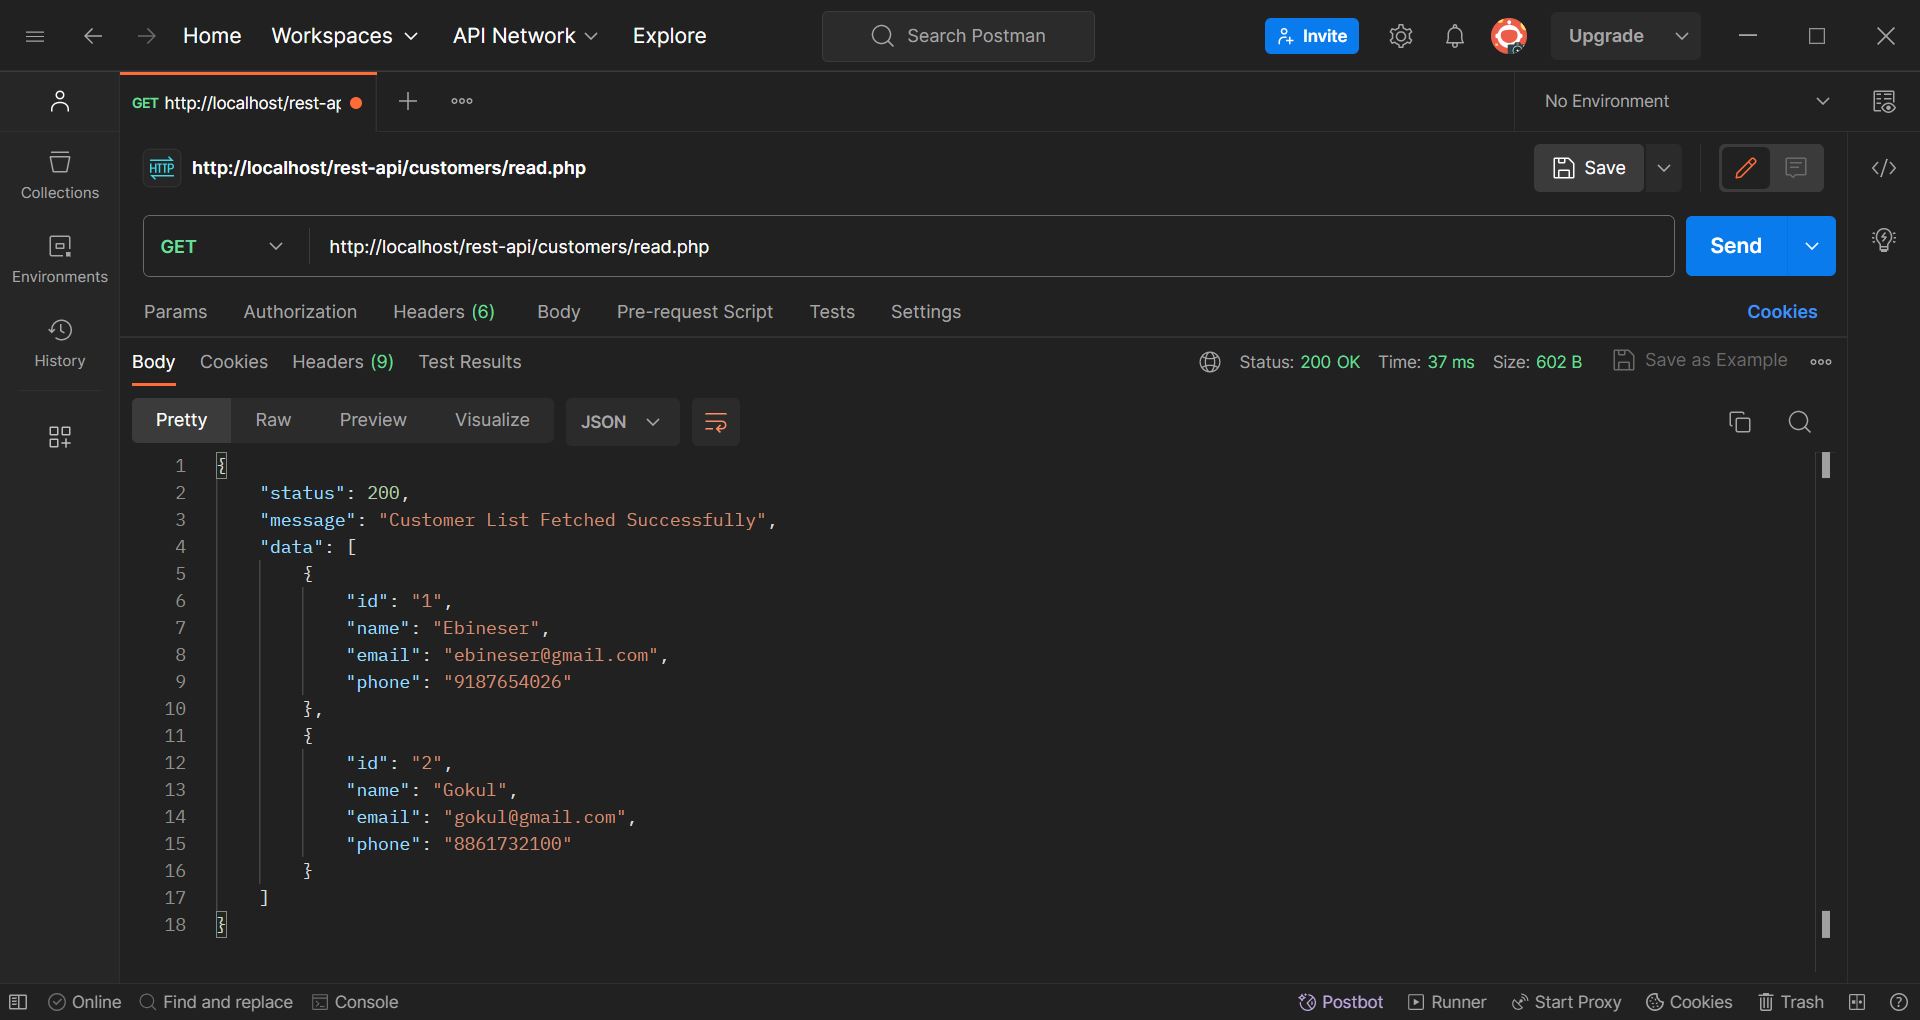 Home Workspaces API Network Explore Search Postman Invite Upgrade
GET http://localhost/rest-ap No Environment
http://localhost/rest-api/customers/read.php Save
Collections
GET http://localhost/rest-api/customers/read.php Send
Environments
Params Authorization Headers (6) Body Pre-request Script Tests Settings Cookies
History
Body Cookies Headers (9) Test Results Status: 200 OK Time: 37 ms Size: 602 B Save as Example
Pretty Raw Preview Visualize JSON
1 {
2 "status": 200,
3 "message": "Customer List Fetched Successfully",
4 "data": [
5 {
6 "id": "1",
7 "name": "Ebineser",
8 "email": "ebineser@gmail.com",
9 "phone": "9187654026"
10 },
11 {
12 "id": "2",
13 "name": "Gokul",
14 "email": "gokul@gmail.com",
15 "phone": "8861732100"
16 }
17 ]
18 }
Online Find and replace Console Postbot Runner Start Proxy Cookies Trash